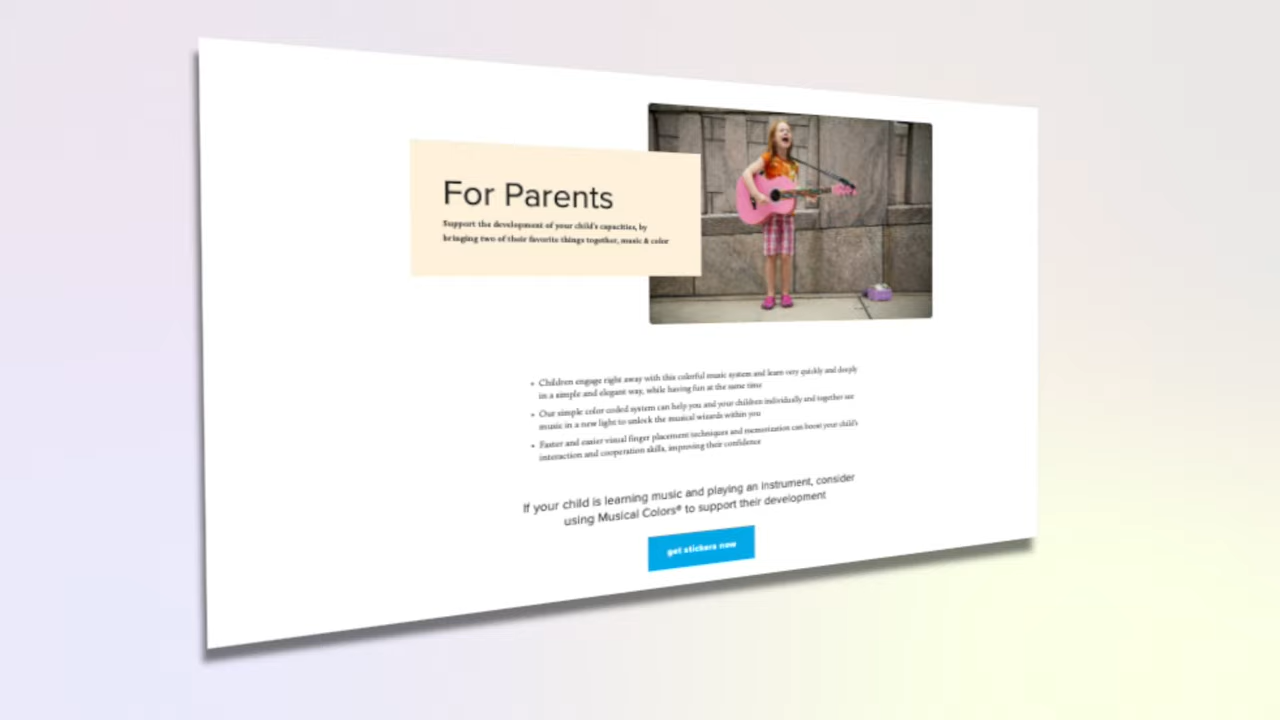 For Parents
Support the development of your child's capacities, by
bringing two of their favorite things together, music & color
• Children engage right away with this colorful music system and learn very quickly and deeply
in a simple and elegant way, while having fun at the same time
• Our simple color coded system can help you and your children individually and together see
music in a new light to unlock the musical wizards within you
• Faster and easier visual finger placement techniques and memorization can boost your child's
interaction and cooperation skills, improving their confidence
If your child is learning music and playing an instrument, consider
using Musical Colors® to support their development
get stickers now